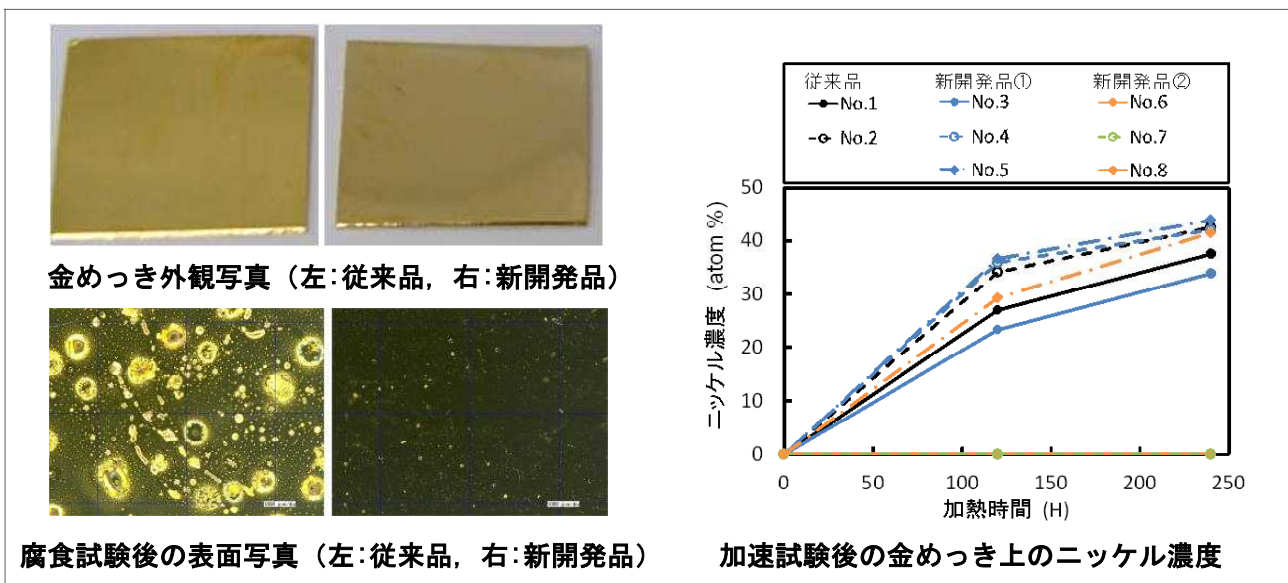 金めっき外観写真（左：従来品，右：新開発品）
腐食試験後の表面写真（左：従来品，右：新開発品）
従来品 新開発品① 新開発品②
No.1 No.3 No.6
No.2 No.4 No.7
No.5 No.8
ニッケル濃度 (atom %)
50
40
30
20
10
0
0 50 100 150 200 250
加熱時間 (H)
加速試験後の金めっき上のニッケル濃度